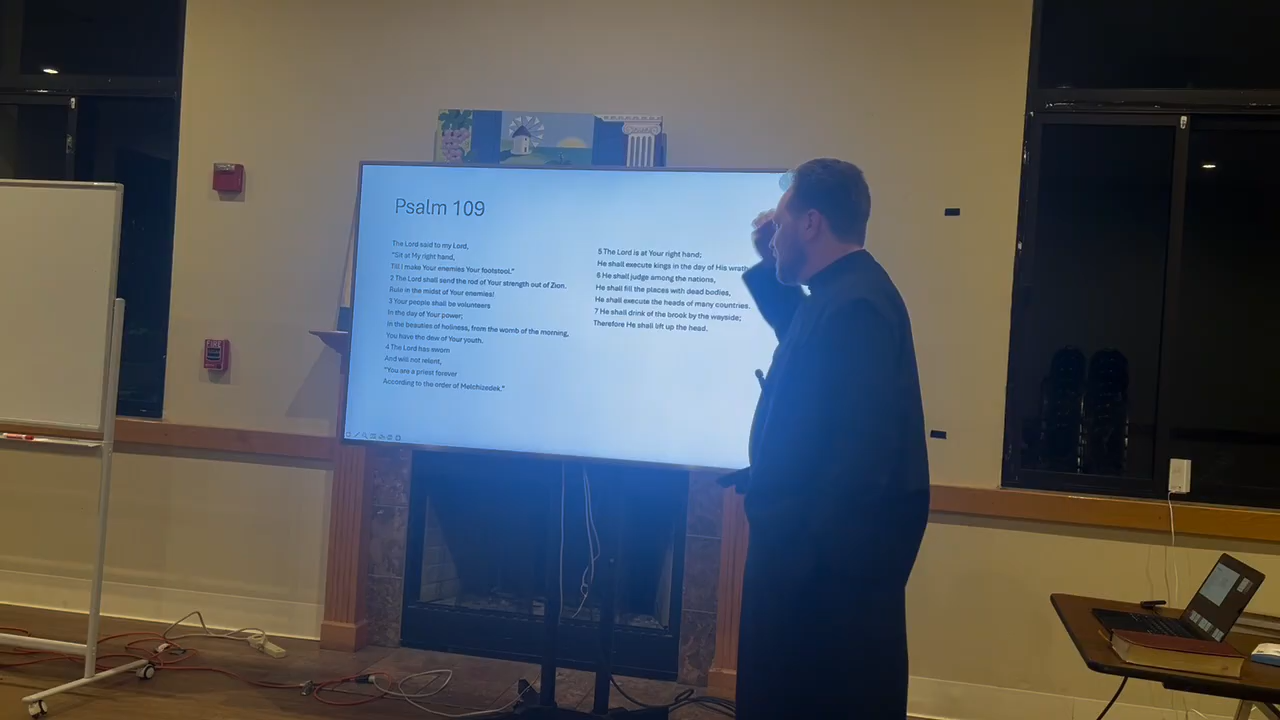 Psalm 109
The Lord said to my Lord,
"Sit at My right hand,
Till I make Your enemies Your footstool."
2 The Lord shall send the rod of Your strength out of Zion.
Rule in the midst of Your enemies!
3 Your people shall be volunteers
In the day of Your power;
In the beauties of holiness, from the womb of the morning,
You have the dew of Your youth.
4 The Lord has sworn
And will not relent,
"You are a priest forever
According to the order of Melchizedek."
5 The Lord is at Your right hand;
He shall execute kings in the day of His wrath
6 He shall judge among the nations,
He shall fill the places with dead bodies,
He shall execute the heads of many countries.
7 He shall drink of the brook by the wayside;
Therefore He shall lift up the head.
FIRE